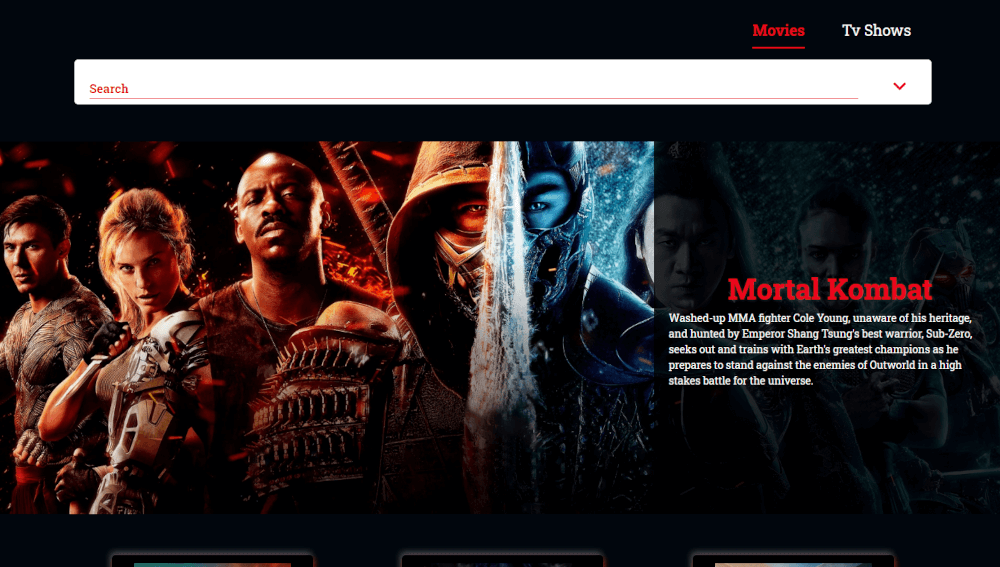 Movies Tv Shows
Search
Mortal Kombat
Washed-up MMA fighter Cole Young, unaware of his heritage,
and hunted by Emperor Shang Tsung's best warrior, Sub-Zero,
seeks out and trains with Earth's greatest champions as he
prepares to stand against the enemies of Outworld in a high
stakes battle for the universe.